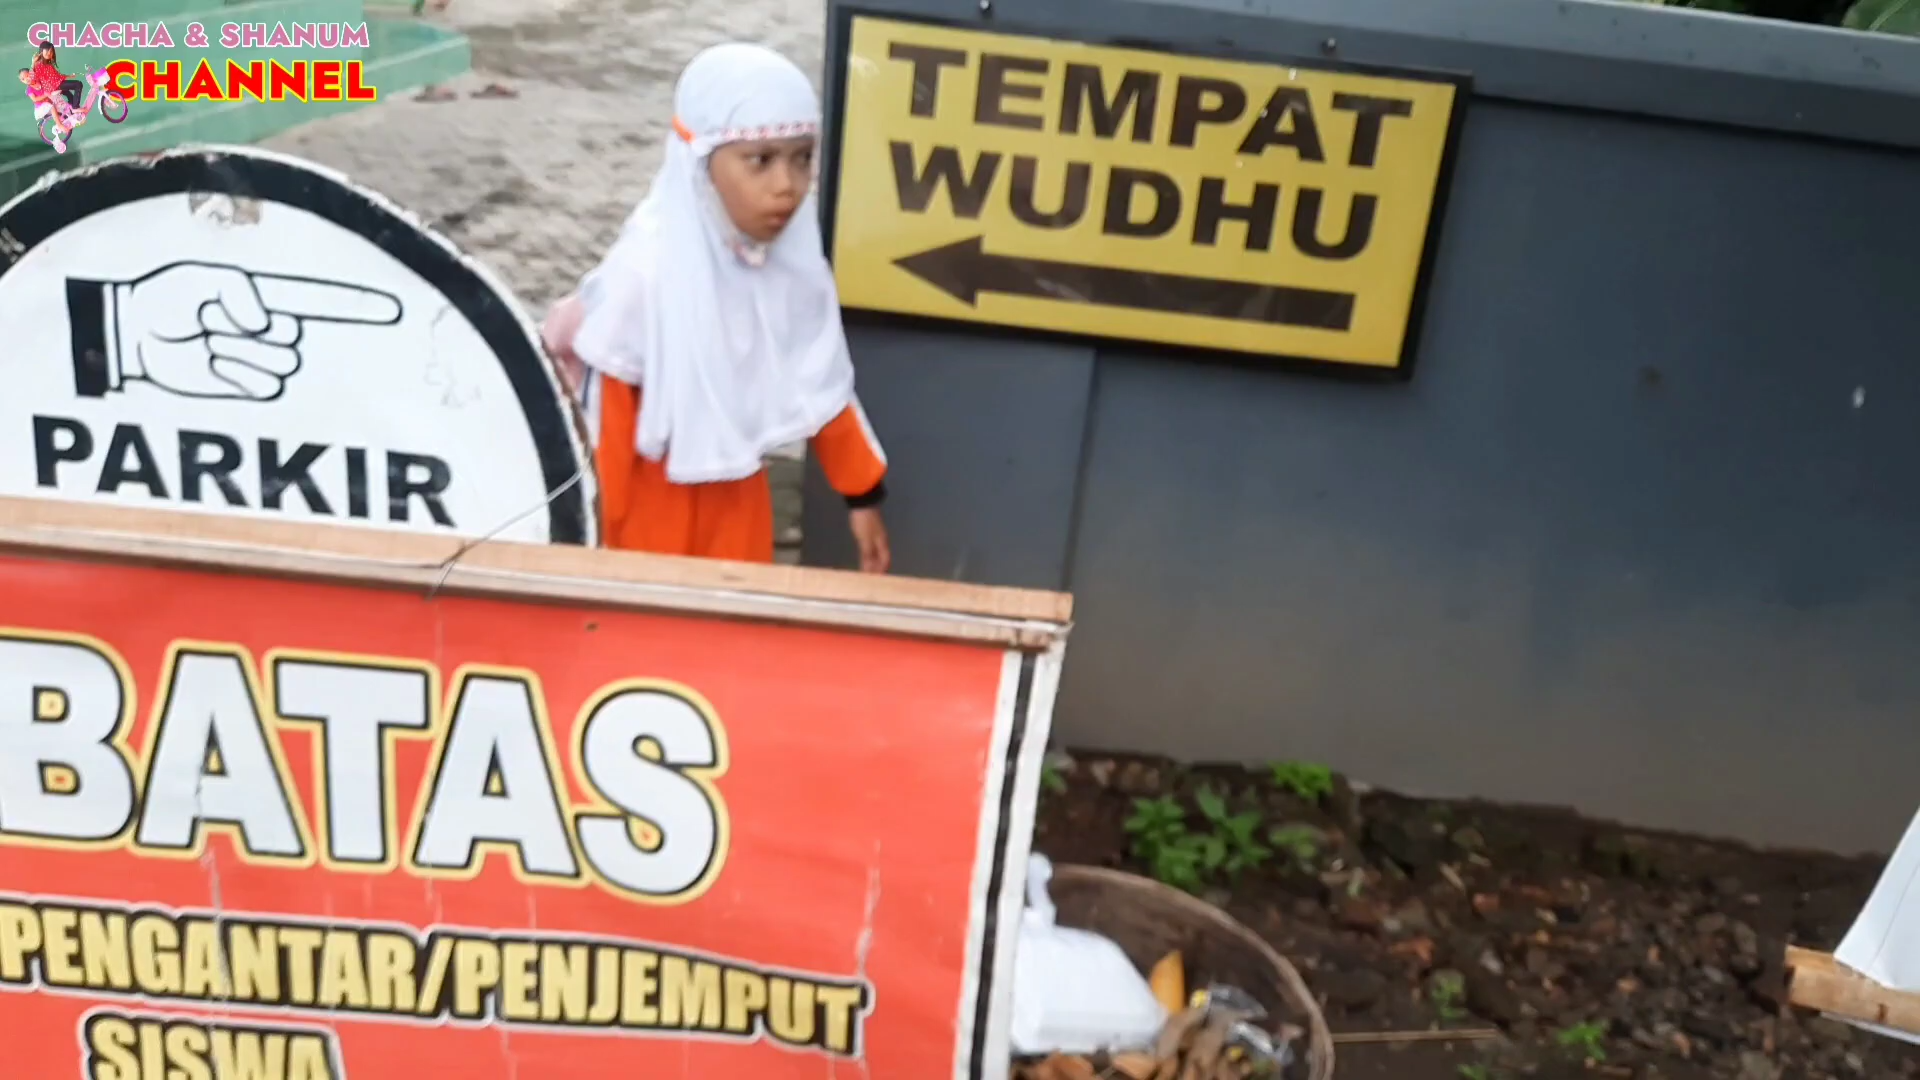 CHACHA & SHANUM
CHANNEL
TEMPAT
WUDHU
PARKIR
BATAS
PENGANTAR/PENJEMPUT
SISWA